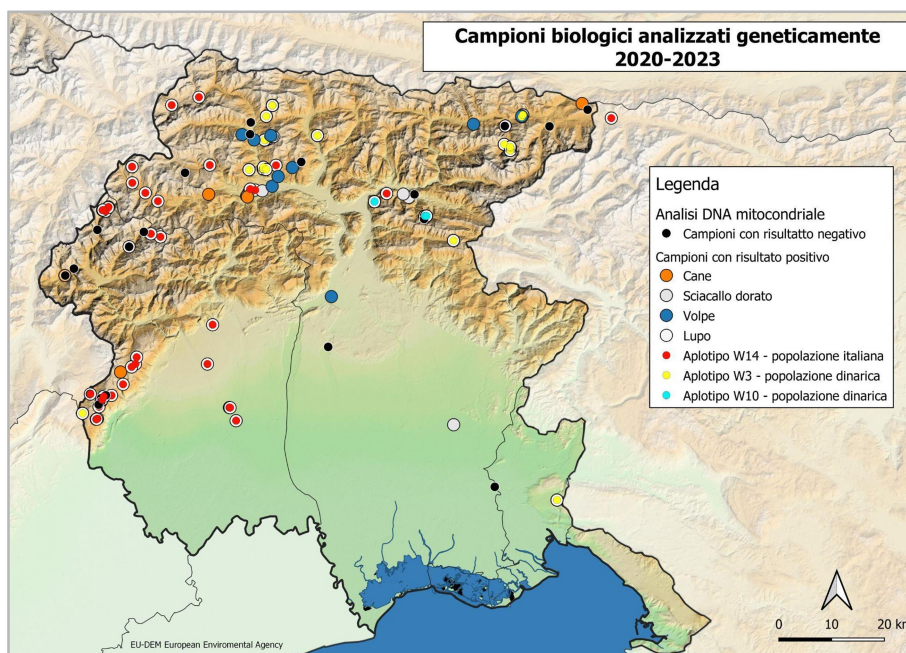 Campioni biologici analizzati geneticamente
2020-2023
Legenda
Analisi DNA mitocondriale
Campioni con risultatto negativo
Campioni con risultato positivo
Cane
Sciacallo dorato
Volpe
Lupo
Aplotipo W14 - popolazione italiana
Aplotipo W3 - popolazione dinarica
Aplotipo W10 - popolazione dinarica
0 10 20 km
EU-DEM European Enviromental Agency